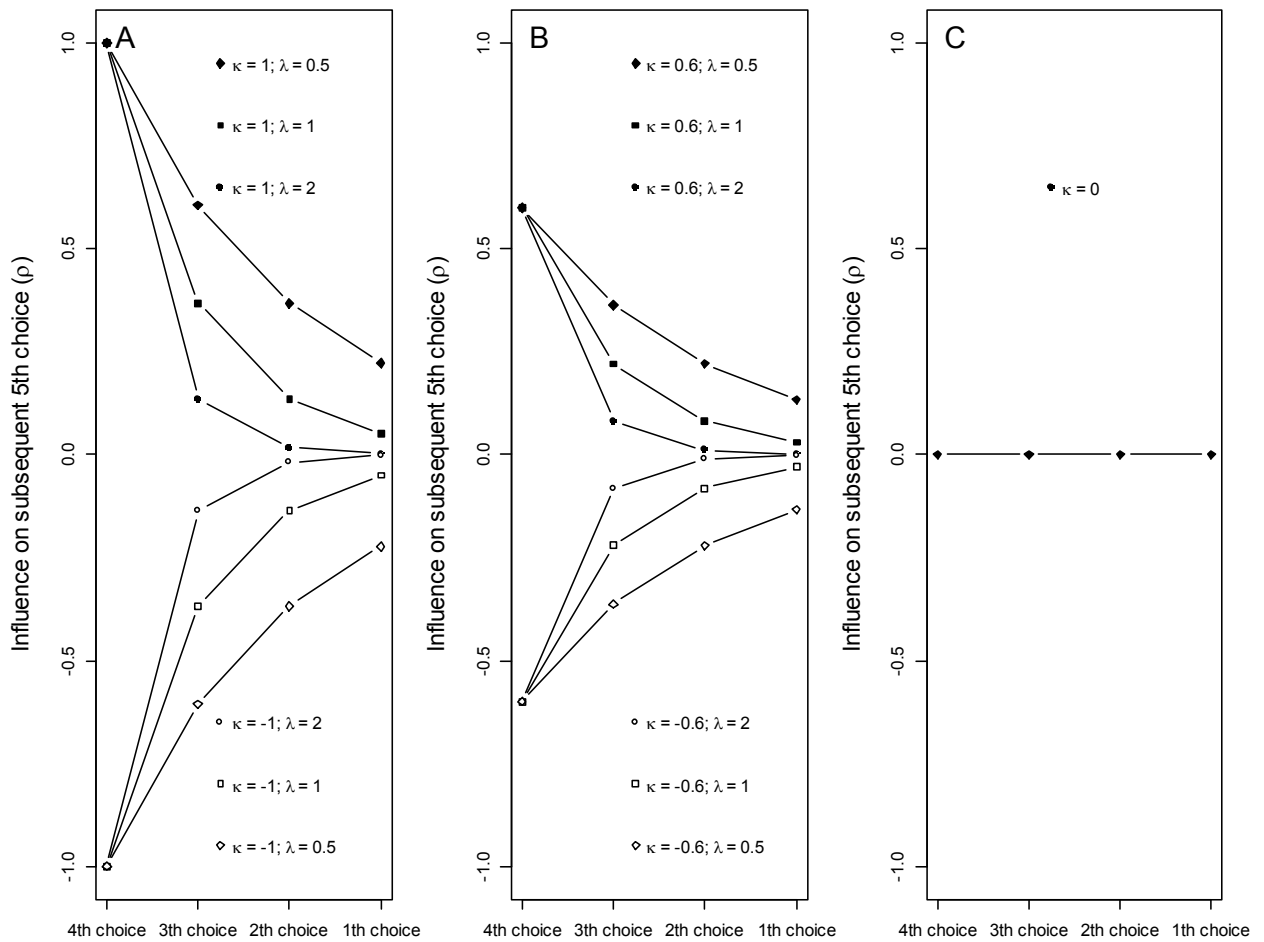 A
κ = 1; λ = 0.5
κ = 1; λ = 1
κ = 1; λ = 2
κ = -1; λ = 2
κ = -1; λ = 1
κ = -1; λ = 0.5
Influence on subsequent 5th choice (ρ)
1.0
0.5
0.0
-0.5
-1.0
4th choice 3th choice 2th choice 1th choice
B
κ = 0.6; λ = 0.5
κ = 0.6; λ = 1
κ = 0.6; λ = 2
κ = -0.6; λ = 2
κ = -0.6; λ = 1
κ = -0.6; λ = 0.5
Influence on subsequent 5th choice (ρ)
1.0
0.5
0.0
-0.5
-1.0
4th choice 3th choice 2th choice 1th choice
C
κ = 0
Influence on subsequent 5th choice (ρ)
1.0
0.5
0.0
-0.5
-1.0
4th choice 3th choice 2th choice 1th choice